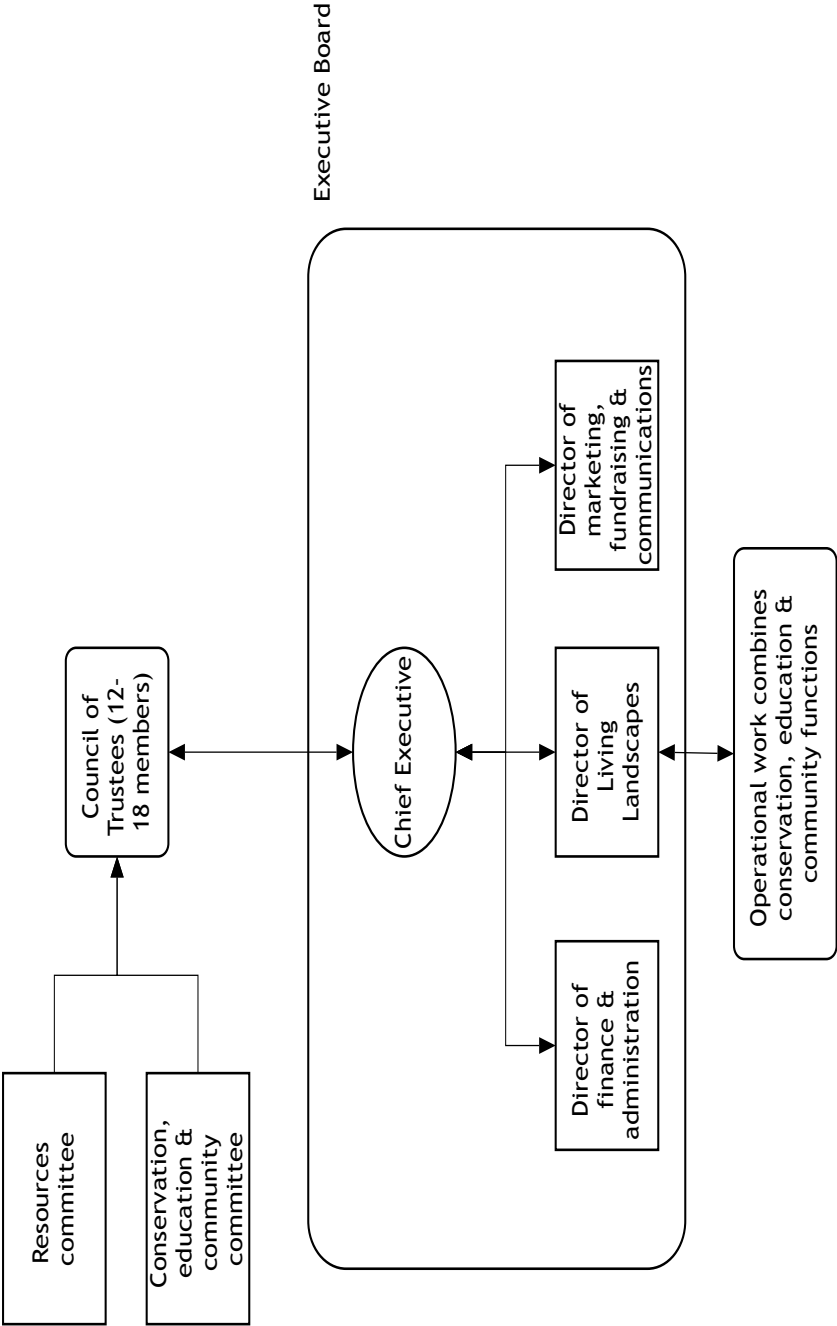 Resources
committee
Conservation,
education &
community
committee
Council of
Trustees (12-
18 members)
Executive Board
Chief Executive
Director of
finance &
administration
Director of
Living
Landscapes
Director of
marketing,
fundraising &
communications
Operational work combines
conservation, education &
community functions